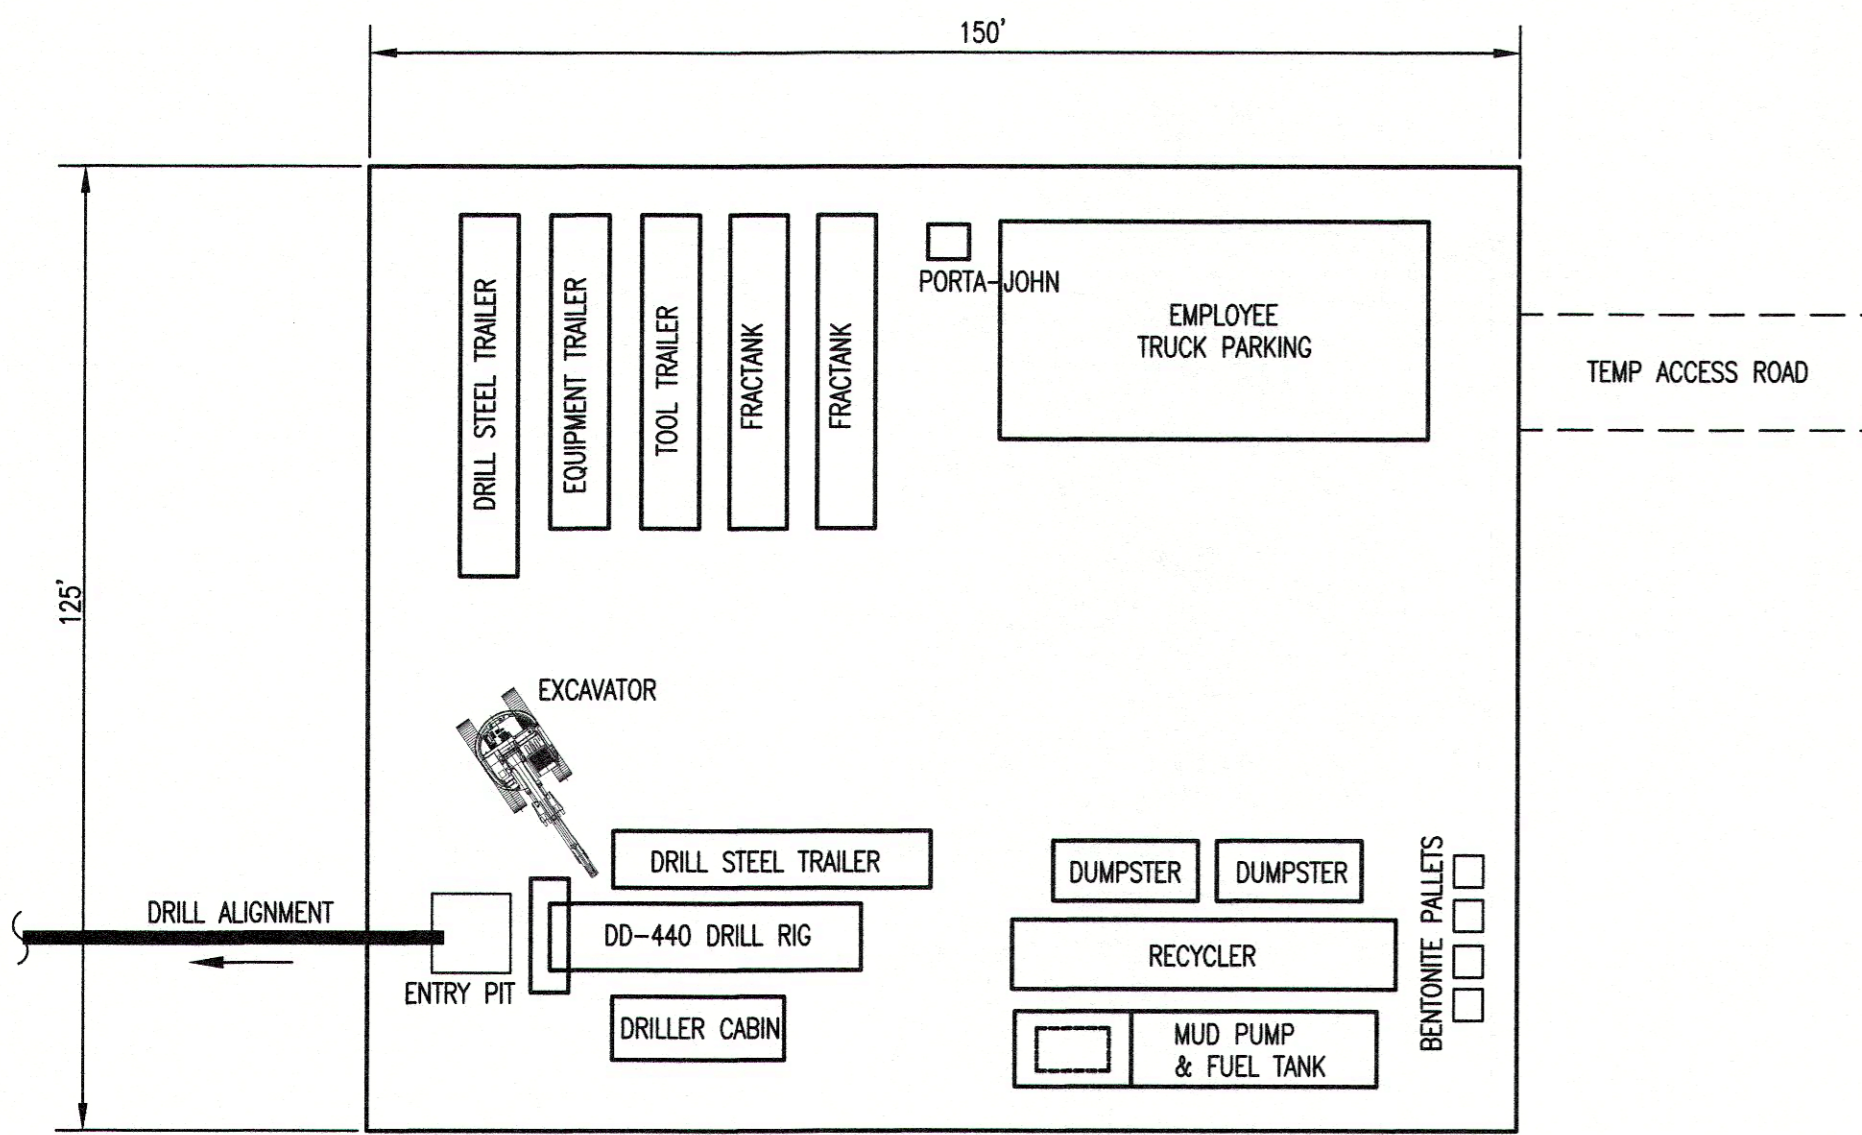 150'
125'
DRILL STEEL TRAILER
EQUIPMENT TRAILER
TOOL TRAILER
FRACTANK
FRACTANK
PORTA-JOHN
EMPLOYEE
TRUCK PARKING
TEMP ACCESS ROAD
EXCAVATOR
DRILL STEEL TRAILER
DUMPSTER
DUMPSTER
BENTONITE PALLETS
DRILL ALIGNMENT
DD-440 DRILL RIG
RECYCLER
ENTRY PIT
DRILLER CABIN
MUD PUMP
& FUEL TANK